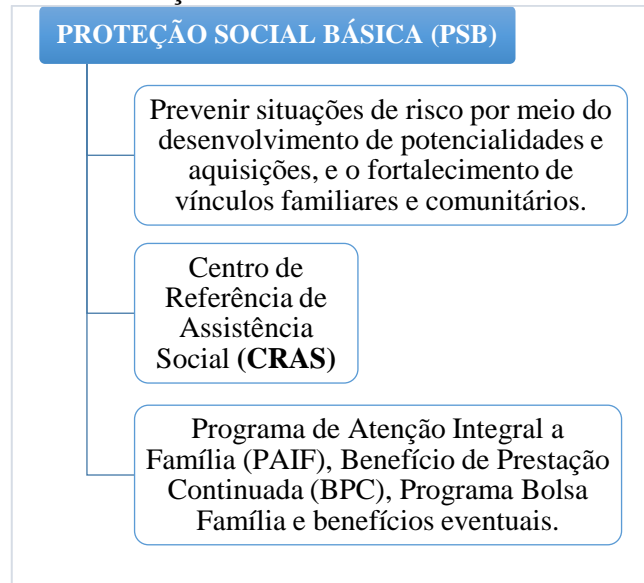 PROTEÇÃO SOCIAL BÁSICA (PSB)
Prevenir situações de risco por meio do
desenvolvimento de potencialidades e
aquisições, e o fortalecimento de
vínculos familiares e comunitários.
Centro de
Referência de
Assistência
Social (CRAS)
Programa de Atenção Integral a
Família (PAIF), Benefício de Prestação
Continuada (BPC), Programa Bolsa
Família e benefícios eventuais.